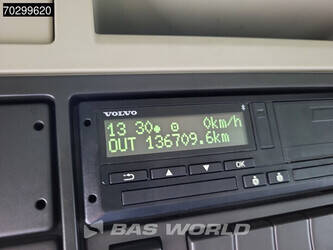 70299620
VOLVO
13 30● ⊙ 0km/h
OUT 136709.6km
OK
BAS WORLD